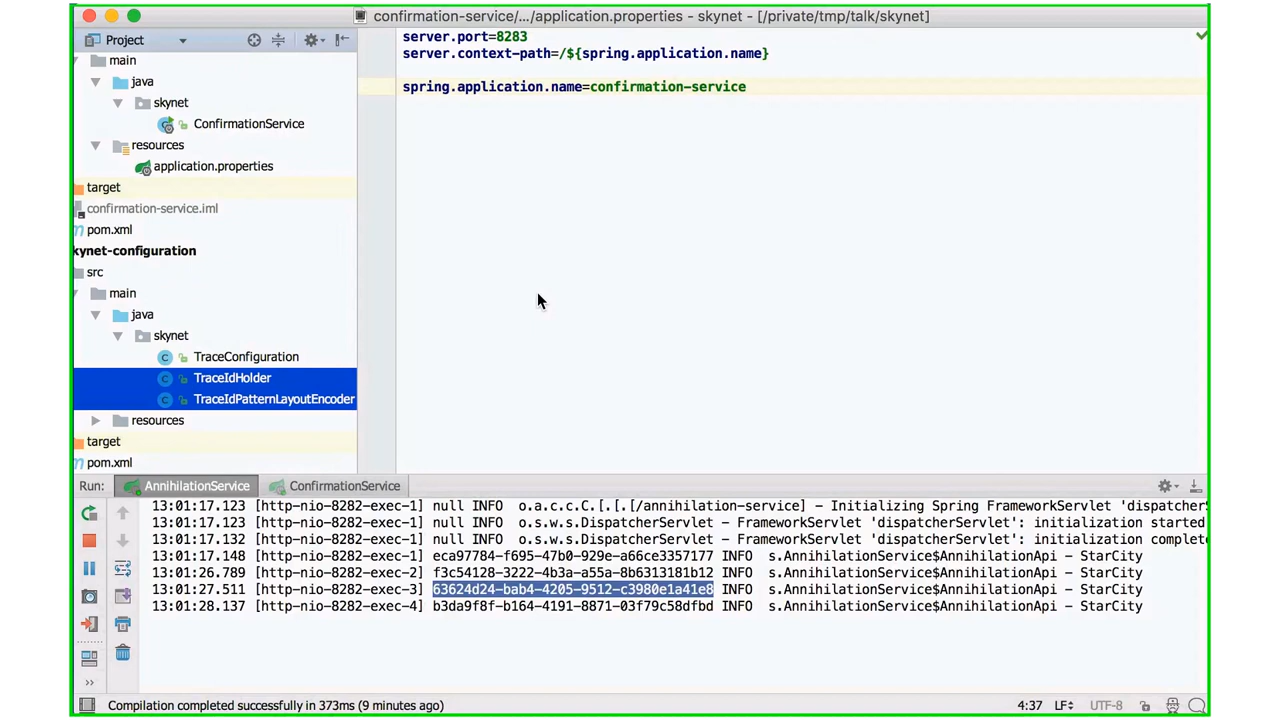 confirmation-service/.../application.properties - skynet - [/private/tmp/talk/skynet]
Project
main
java
skynet
ConfirmationService
resources
application.properties
target
confirmation-service.iml
pom.xml
kynet-configuration
src
main
java
skynet
TraceConfiguration
TraceIdHolder
TraceIdPatternLayoutEncoder
resources
target
pom.xml
server.port=8283
server.context-path=/${spring.application.name}
spring.application.name=confirmation-service
Run: AnnihilationService ConfirmationService
13:01:17.123 [http-nio-8282-exec-1] null INFO o.a.c.c.C.[.[.[/annihilation-service] - Initializing Spring FrameworkServlet 'dispatcherS
13:01:17.123 [http-nio-8282-exec-1] null INFO o.s.w.s.DispatcherServlet - FrameworkServlet 'dispatcherServlet': initialization started
13:01:17.132 [http-nio-8282-exec-1] null INFO o.s.w.s.DispatcherServlet - FrameworkServlet 'dispatcherServlet': initialization complete
13:01:17.148 [http-nio-8282-exec-1] eca97784-f695-47b0-929e-a66ce3357177 INFO s.AnnihilationService$AnnihilationApi - StarCity
13:01:26.789 [http-nio-8282-exec-2] f3c54128-3222-4b3a-a55a-8b6313181b12 INFO s.AnnihilationService$AnnihilationApi - StarCity
13:01:27.511 [http-nio-8282-exec-3] 63624d24-bab4-4205-9512-c3980e1a41e8 INFO s.AnnihilationService$AnnihilationApi - StarCity
13:01:28.137 [http-nio-8282-exec-4] b3da9f8f-b164-4191-8871-03f79c58dfbd INFO s.AnnihilationService$AnnihilationApi - StarCity
Compilation completed successfully in 373ms (9 minutes ago) 4:37 LF UTF-8